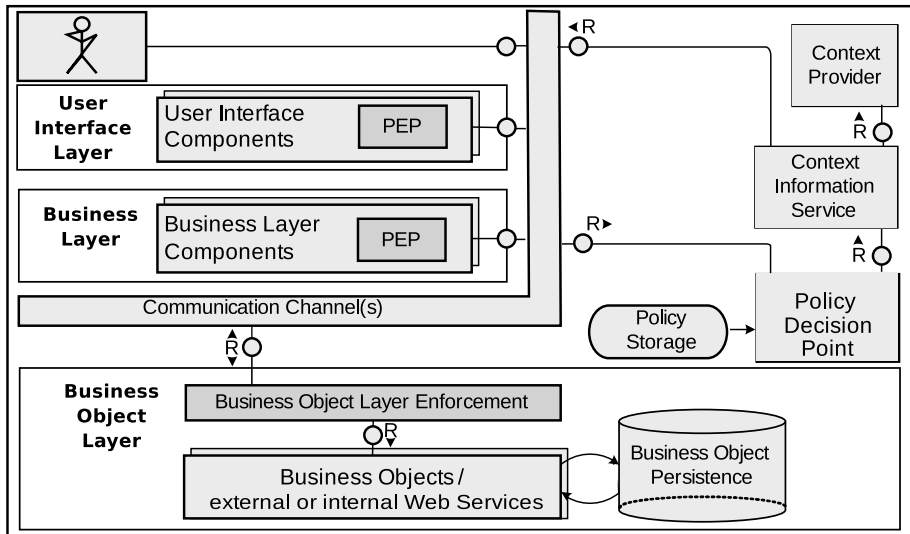 R
Context
Provider
User
Interface
Layer
User Interface
Components
PEP
R
Context
Information
Service
Business
Layer
Business Layer
Components
PEP
R
R
Communication Channel(s)
Policy
Storage
Policy
Decision
Point
R
Business
Object
Layer
Business Object Layer Enforcement
R
Business Objects /
external or internal Web Services
Business Object
Persistence